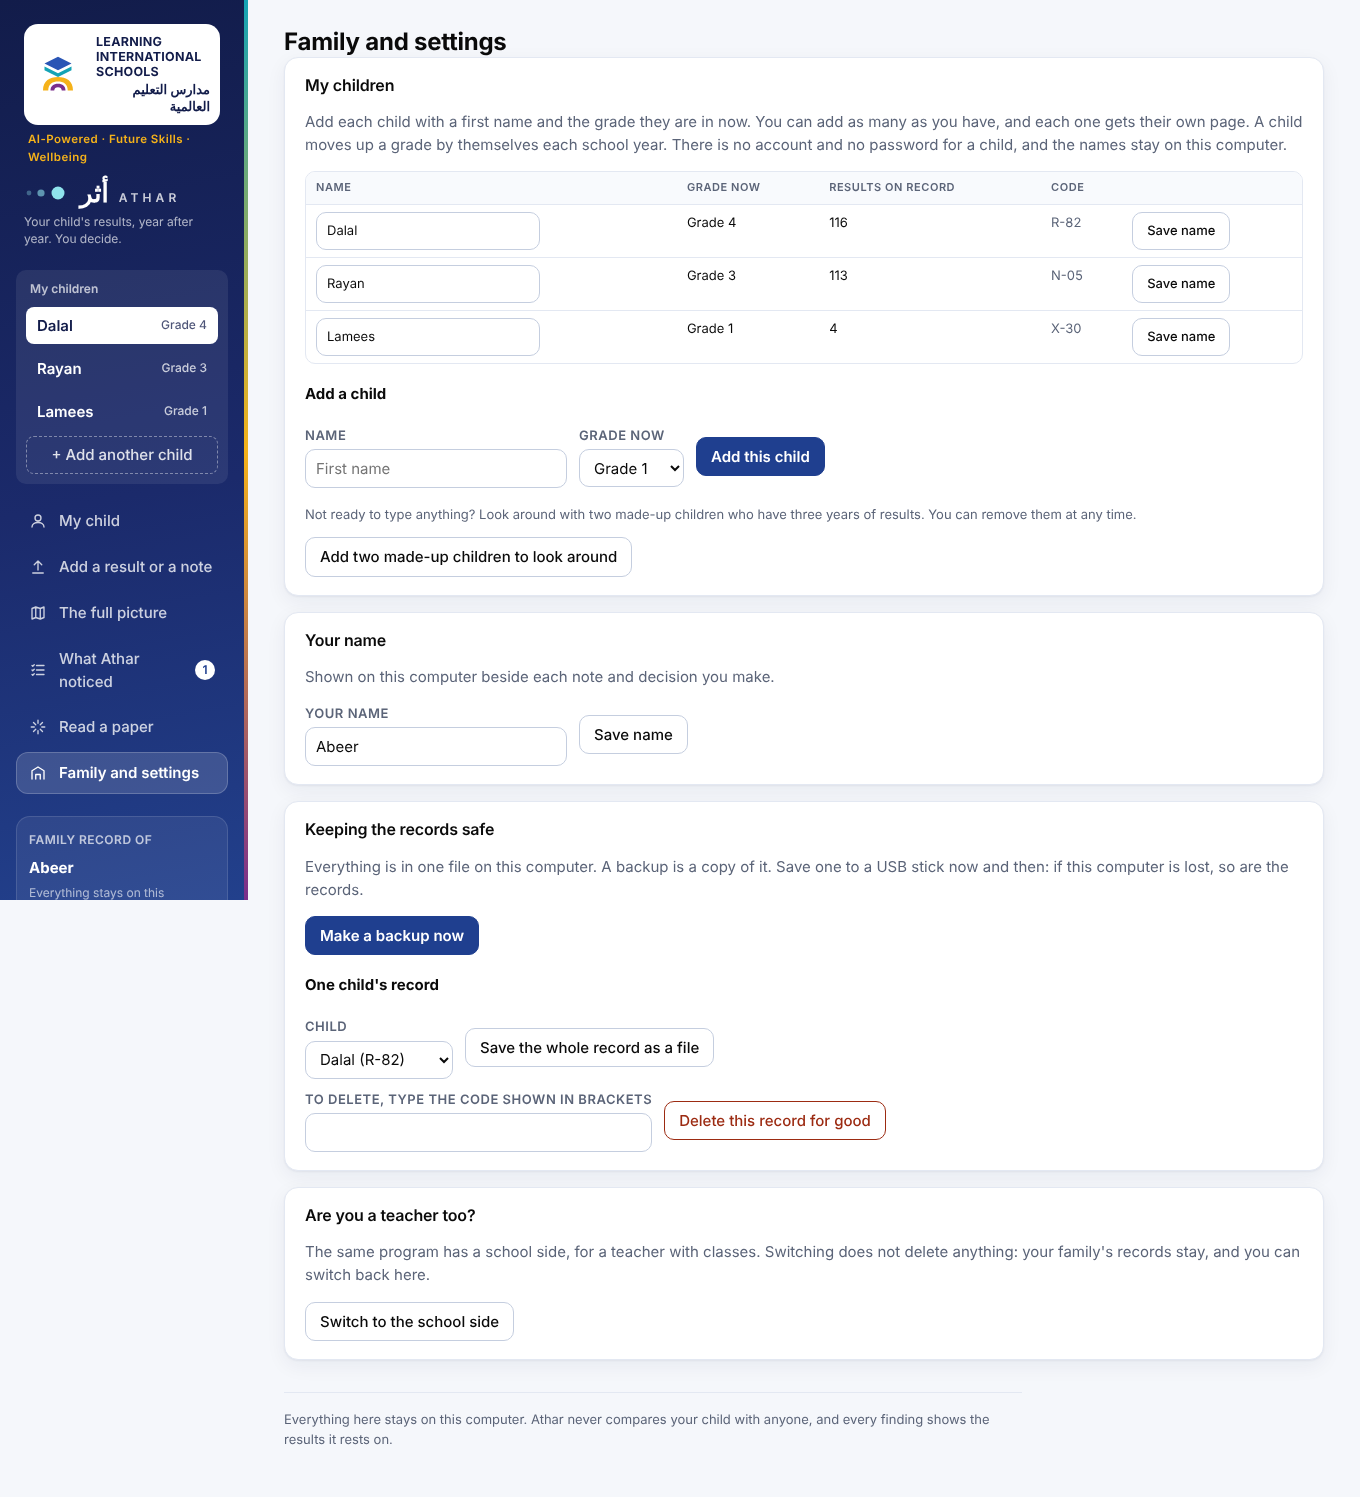 LEARNING
INTERNATIONAL
SCHOOLS
مدارس التعليم
العالمية
AI-Powered · Future Skills ·
Wellbeing
أثر ATHAR
Your child's results, year after
year. You decide.
My children
Dalal Grade 4
Rayan Grade 3
Lamees Grade 1
+ Add another child
My child
Add a result or a note
The full picture
What Athar
noticed
1
Read a paper
Family and settings
FAMILY RECORD OF
Abeer
Everything stays on this
Family and settings
My children
Add each child with a first name and the grade they are in now. You can add as many as you have, and each one gets their own page. A child
moves up a grade by themselves each school year. There is no account and no password for a child, and the names stay on this computer.
NAME GRADE NOW RESULTS ON RECORD CODE
Dalal Grade 4 116 R-82 Save name
Rayan Grade 3 113 N-05 Save name
Lamees Grade 1 4 X-30 Save name
Add a child
NAME GRADE NOW
First name Grade 1 Add this child
Not ready to type anything? Look around with two made-up children who have three years of results. You can remove them at any time.
Add two made-up children to look around
Your name
Shown on this computer beside each note and decision you make.
YOUR NAME
Abeer Save name
Keeping the records safe
Everything is in one file on this computer. A backup is a copy of it. Save one to a USB stick now and then: if this computer is lost, so are the
records.
Make a backup now
One child's record
CHILD
Dalal (R-82) Save the whole record as a file
TO DELETE, TYPE THE CODE SHOWN IN BRACKETS
Delete this record for good
Are you a teacher too?
The same program has a school side, for a teacher with classes. Switching does not delete anything: your family's records stay, and you can
switch back here.
Switch to the school side
Everything here stays on this computer. Athar never compares your child with anyone, and every finding shows the
results it rests on.